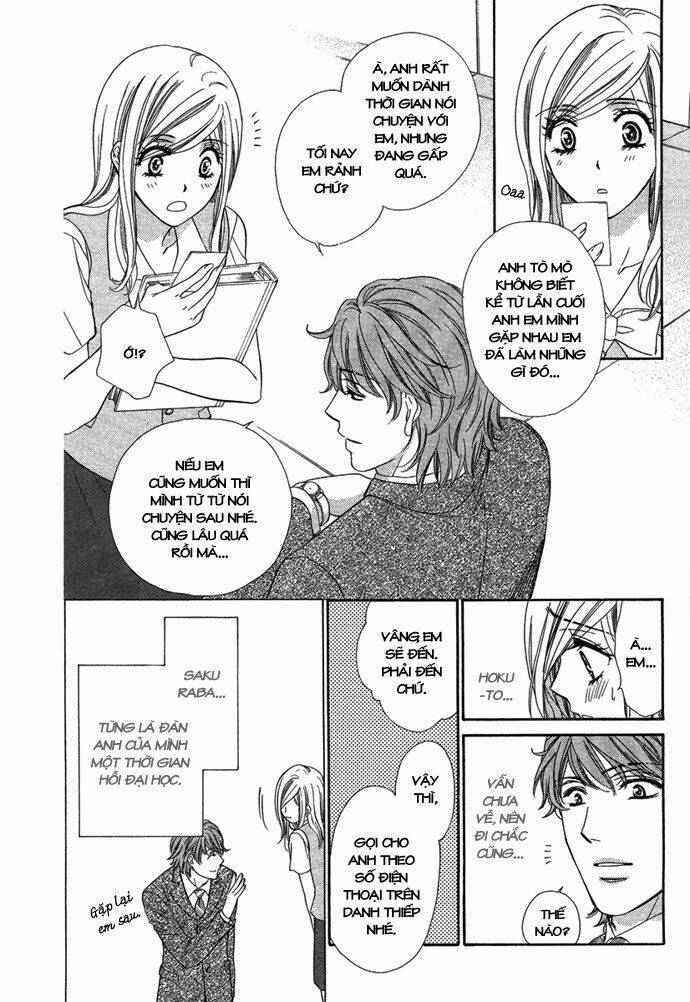 Oaa
ANH TÒ MÒ
KHÔNG BIẾT
KỂ TỪ LẦN CUỐI
ANH EM MÌNH
GẶP NHAU EM
ĐÃ LÀM NHỮNG
GÌ ĐÓ...
À, ANH RẤT
MUỐN DÀNH
THỜI GIAN NÓI
CHUYỆN VỚI
EM, NHƯNG
ĐANG GẤP
QUÁ.
TỐI NAY
EM RẢNH
CHỨ?
Ớ!?
NẾU EM
CŨNG MUỐN THÌ
MÌNH TỪ TỪ NÓI
CHUYỆN SAU NHÉ.
CŨNG LÂU QUÁ
RỒI MÀ...
À...
EM...
HOKU
-TO...
VẪN
CHƯA
VỀ, NÊN
ĐI CHẮC
CŨNG...
THẾ
NÀO?
VÂNG EM
SẼ ĐẾN.
PHẢI ĐẾN
CHỨ.
VẬY
THÌ,
GỌI CHO
ANH THEO
SỐ ĐIỆN
THOẠI TRÊN
DANH THIẾP
NHÉ.
SAKU
RABA...
TỪNG LÀ ĐÀN
ANH CỦA MÌNH
MỘT THỜI GIAN
HỒI ĐẠI HỌC.
Gặp lại
em sau.